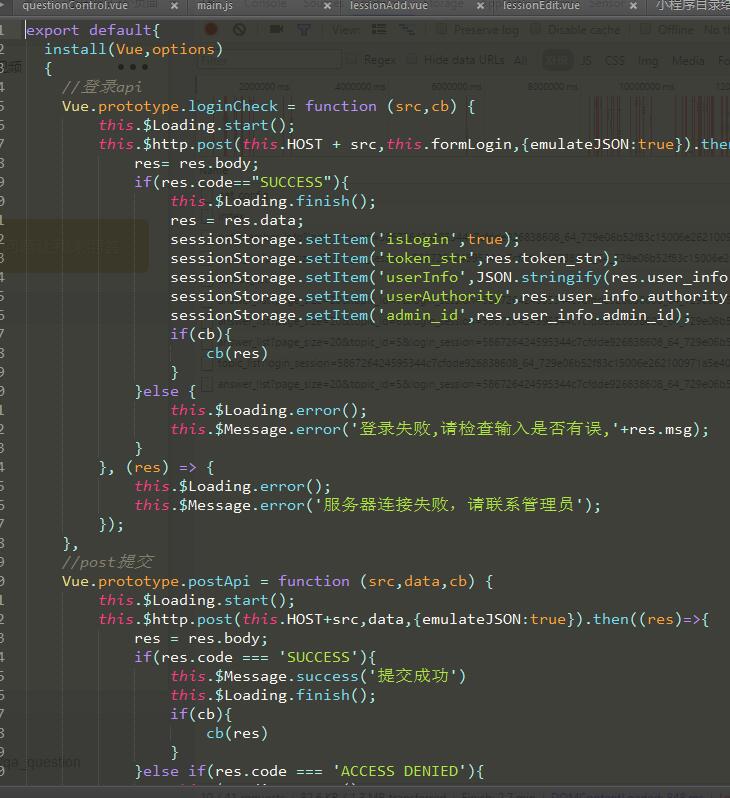 questionControl.vue × main.js × lessionAdd.vue × lessionEdit.vue × 小程序目录结
export default{
install(Vue,options)
{
//登录api
Vue.prototype.loginCheck = function (src,cb) {
this.$Loading.start();
this.$http.post(this.HOST + src,this.formLogin,{emulateJSON:true}).then
res= res.body;
if(res.code=="SUCCESS"){
this.$Loading.finish();
res = res.data;
sessionStorage.setItem('isLogin',true);
sessionStorage.setItem('token_str',res.token_str);
sessionStorage.setItem('userInfo',JSON.stringify(res.user_info
sessionStorage.setItem('userAuthority',res.user_info.authority
sessionStorage.setItem('admin_id',res.user_info.admin_id);
if(cb){
cb(res)
}
}else {
this.$Loading.error();
this.$Message.error('登录失败,请检查输入是否有误,'+res.msg);
}
}, (res) => {
this.$Loading.error();
this.$Message.error('服务器连接失败，请联系管理员');
});
},
//post提交
Vue.prototype.postApi = function (src,data,cb) {
this.$Loading.start();
this.$http.post(this.HOST+src,data,{emulateJSON:true}).then((res)=>{
res = res.body;
if(res.code === 'SUCCESS'){
this.$Message.success('提交成功')
this.$Loading.finish();
if(cb){
cb(res)
}
}else if(res.code === 'ACCESS DENIED'){